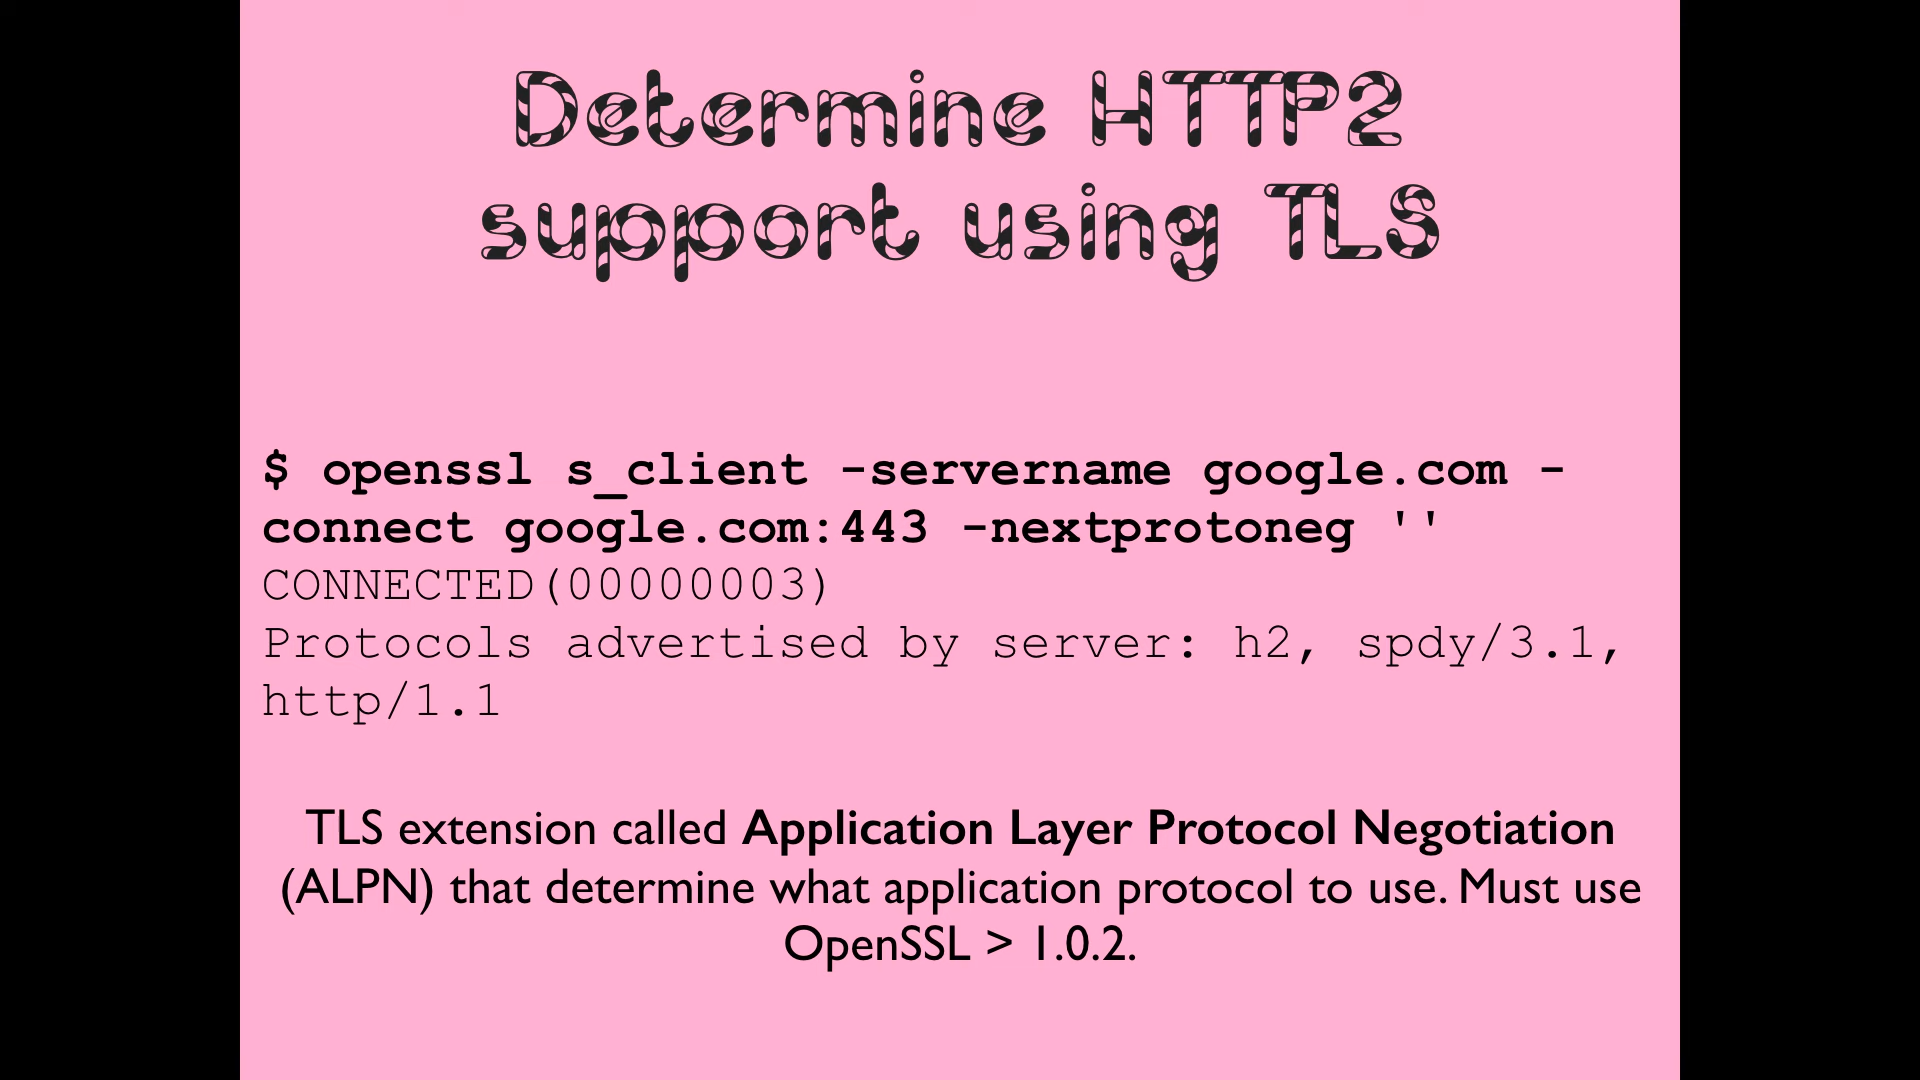 Determine HTTP2
support using TLS
$ openssl s_client -servername google.com -
connect google.com:443 -nextprotoneg ''
CONNECTED(00000003)
Protocols advertised by server: h2, spdy/3.1,
http/1.1
TLS extension called Application Layer Protocol Negotiation
(ALPN) that determine what application protocol to use. Must use
OpenSSL > 1.0.2.